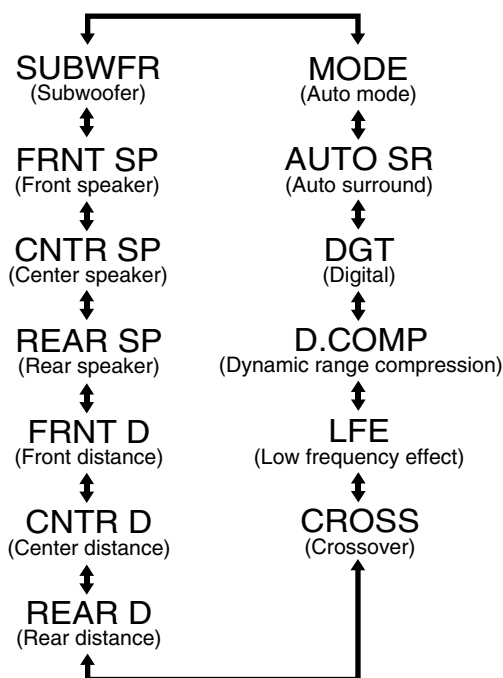 SUBWFR
(Subwoofer)
FRNT SP
(Front speaker)
CNTR SP
(Center speaker)
REAR SP
(Rear speaker)
FRNT D
(Front distance)
CNTR D
(Center distance)
REAR D
(Rear distance)
MODE
(Auto mode)
AUTO SR
(Auto surround)
DGT
(Digital)
D.COMP
(Dynamic range compression)
LFE
(Low frequency effect)
CROSS
(Crossover)